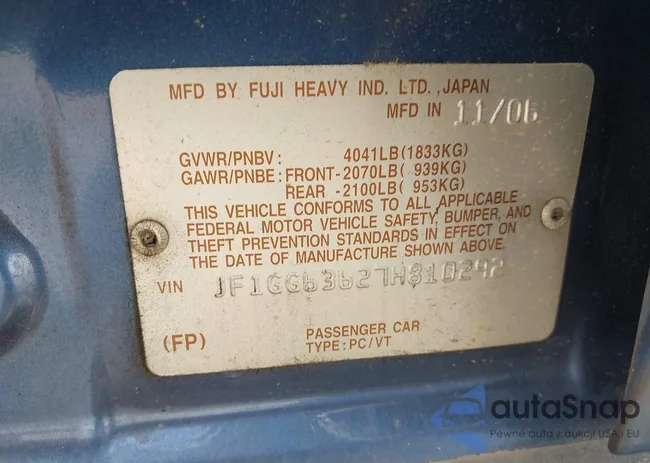 MFD BY FUJI HEAVY IND. LTD. ,JAPAN
MFD IN 11/06
GVWR/PNBV : 4041LB(1833KG)
GAWR/PNBE : FRONT-2070LB( 939KG)
REAR -2100LB( 953KG)
THIS VEHICLE CONFORMS TO ALL APPLICABLE
FEDERAL MOTOR VEHICLE SAFETY, BUMPER, AND
THEFT PREVENTION STANDARDS IN EFFECT ON
THE DATE OF MANUFACTURE SHOWN ABOVE.
VIN JF1GG63627H810292
(FP) PASSENGER CAR
TYPE: PC/VT
autaSnap
Pewne auta z aukcji USA i EU